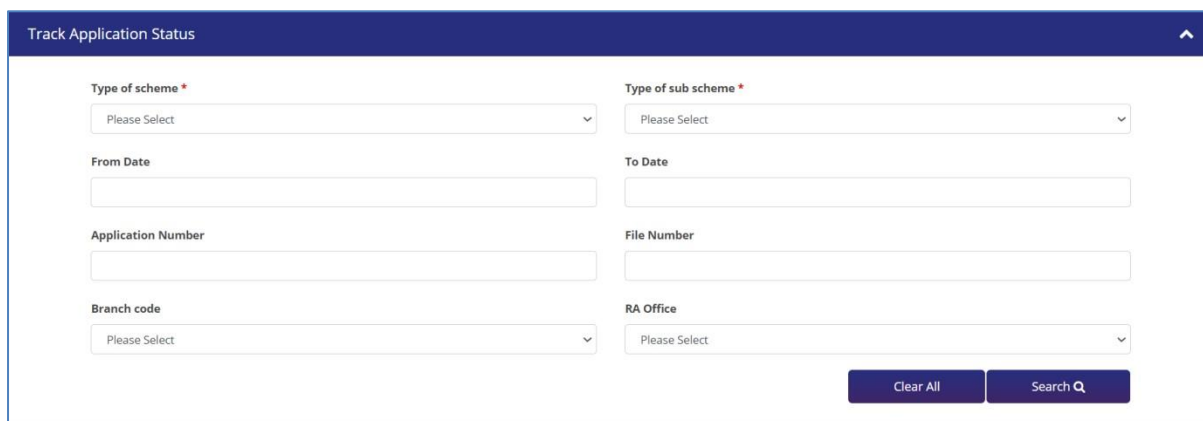 Track Application Status
Type of scheme * Type of sub scheme *
Please Select Please Select
From Date To Date
Application Number File Number
Branch code RA Office
Please Select Please Select
Clear All Search